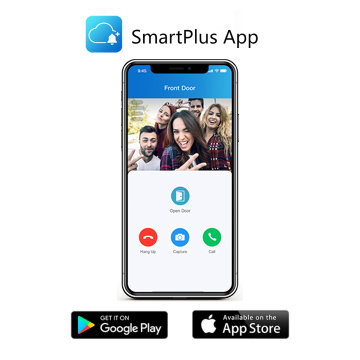 SmartPlus App
9:45
Front Door
Open Door
Hang Up
Capture
Call
GET IT ON
Google Play
Available on the
App Store